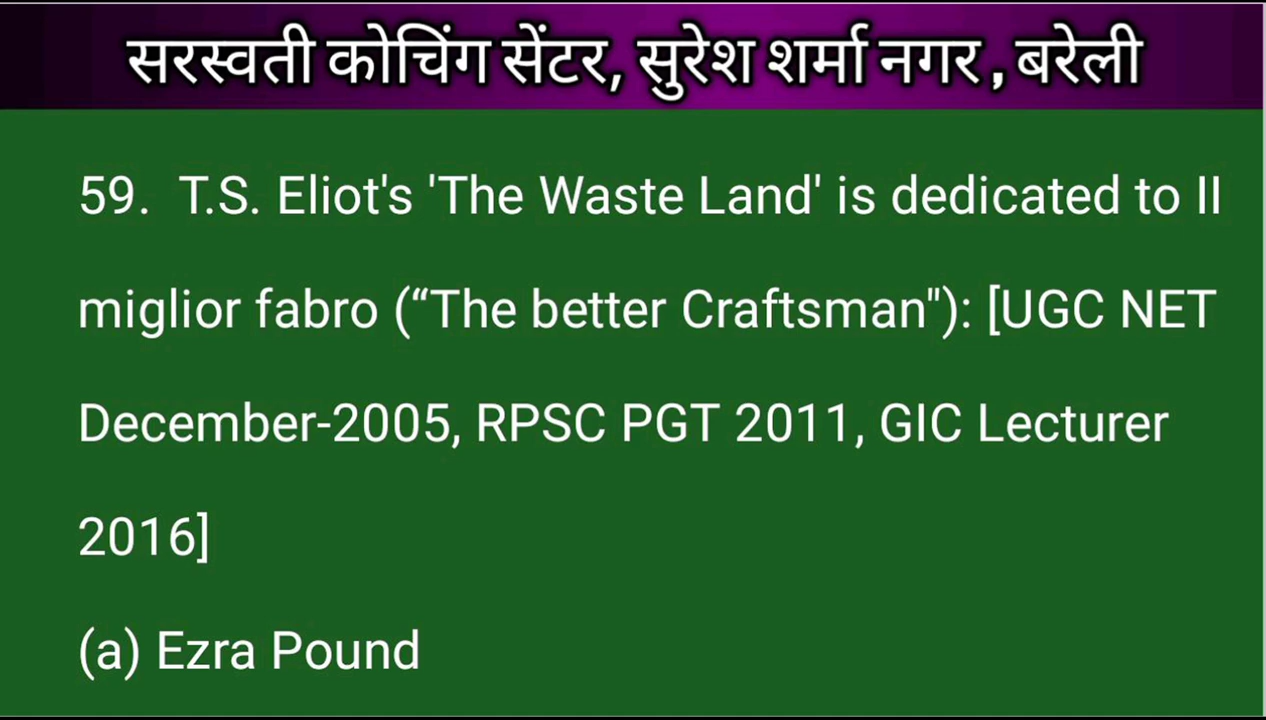 सरस्वती कोचिंग सेंटर, सुरेश शर्मा नगर , बरेली
59. T.S. Eliot's 'The Waste Land' is dedicated to II
miglior fabro (“The better Craftsman"): [UGC NET
December-2005, RPSC PGT 2011, GIC Lecturer
2016]
(a) Ezra Pound